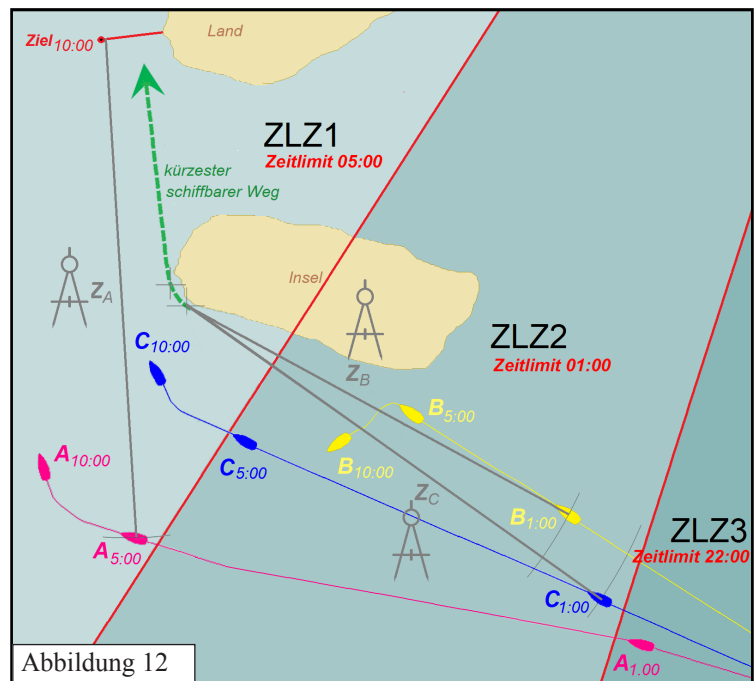 Land
Ziel10:00
ZLZ1
Zeitlimit 05:00
kürzester
schiffbarer Weg
ZA
Insel
ZLZ2
Zeitlimit 01:00
C10:00
ZB
B5:00
A10:00
C5:00
B10:00
ZC
B1:00
ZLZ3
Zeitlimit 22:00
A5:00
C1:00
A1.00
Abbildung 12